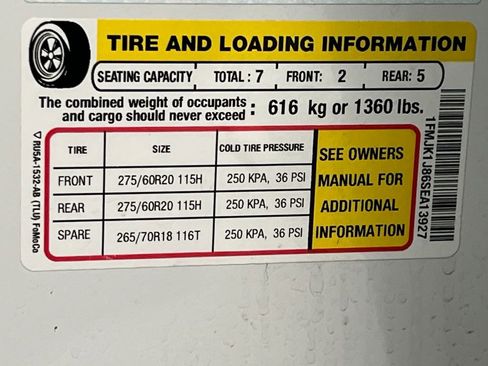 TIRE AND LOADING INFORMATION
SEATING CAPACITY TOTAL : 7 FRONT: 2 REAR: 5
The combined weight of occupants
and cargo should never exceed : 616 kg or 1360 lbs.
TIRE SIZE COLD TIRE PRESSURE
FRONT 275/60R20 115H 250 KPA, 36 PSI
REAR 275/60R20 115H 250 KPA, 36 PSI
SPARE 265/70R18 116T 250 KPA, 36 PSI
SEE OWNERS
MANUAL FOR
ADDITIONAL
INFORMATION
1FMJK1J86SEA13927
RU5A-1532-AB (TLU) FoMoCo